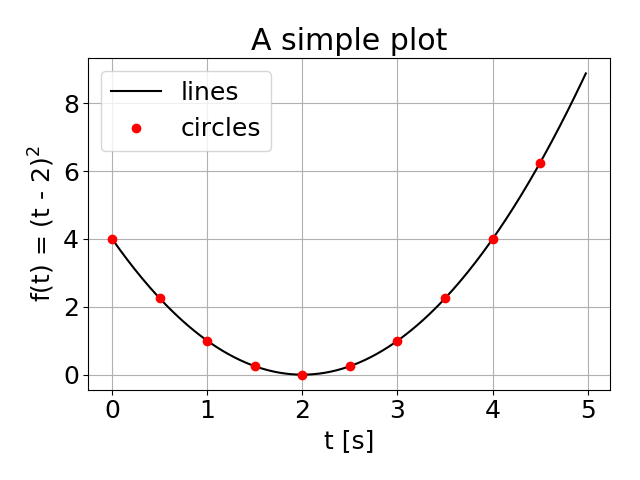 A simple plot
lines
circles
f(t) = (t - 2)²
8
6
4
2
0
0 1 2 3 4 5
t [s]